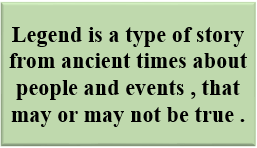 Legend is a type of story
from ancient times about
people and events , that
may or may not be true .